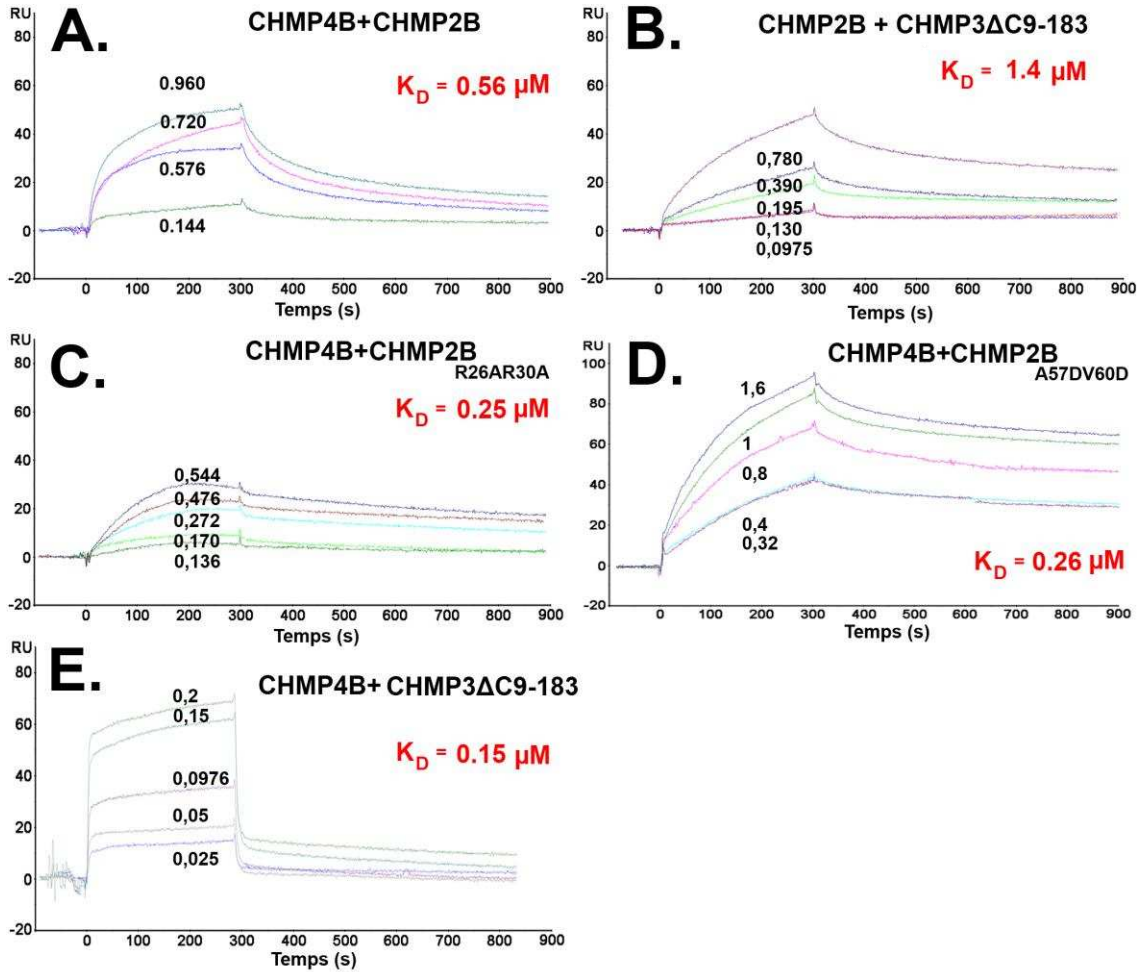 RU
A.
CHMP4B+CHMP2B
80
K_D = 0.56 µM
60
0.960
0.720
40
0.576
20
0.144
0
-20
0 100 200 300 400 500 600 700 800 900
Temps (s)
RU
B.
CHMP2B + CHMP3ΔC9-183
80
K_D = 1.4 µM
60
40
0,780
0,390
20
0,195
0,130
0,0975
0
-20
0 100 200 300 400 500 600 700 800 900
Temps (s)
RU
C.
CHMP4B+CHMP2B
R26AR30A
80
K_D = 0.25 µM
60
40
0,544
0,476
20
0,272
0,170
0,136
0
-20
0 100 200 300 400 500 600 700 800 900
Temps (s)
RU
D.
CHMP4B+CHMP2B
A57DV60D
100
80
1,6
60
1
0,8
40
0,4
20
0,32
K_D = 0.26 µM
0
-20
0 100 200 300 400 500 600 700 800 900
Temps (s)
RU
E.
CHMP4B+ CHMP3ΔC9-183
80
0,2
0,15
60
K_D = 0.15 µM
40
0,0976
20
0,05
0,025
0
-20
0 100 200 300 400 500 600 700 800 900
Temps (s)